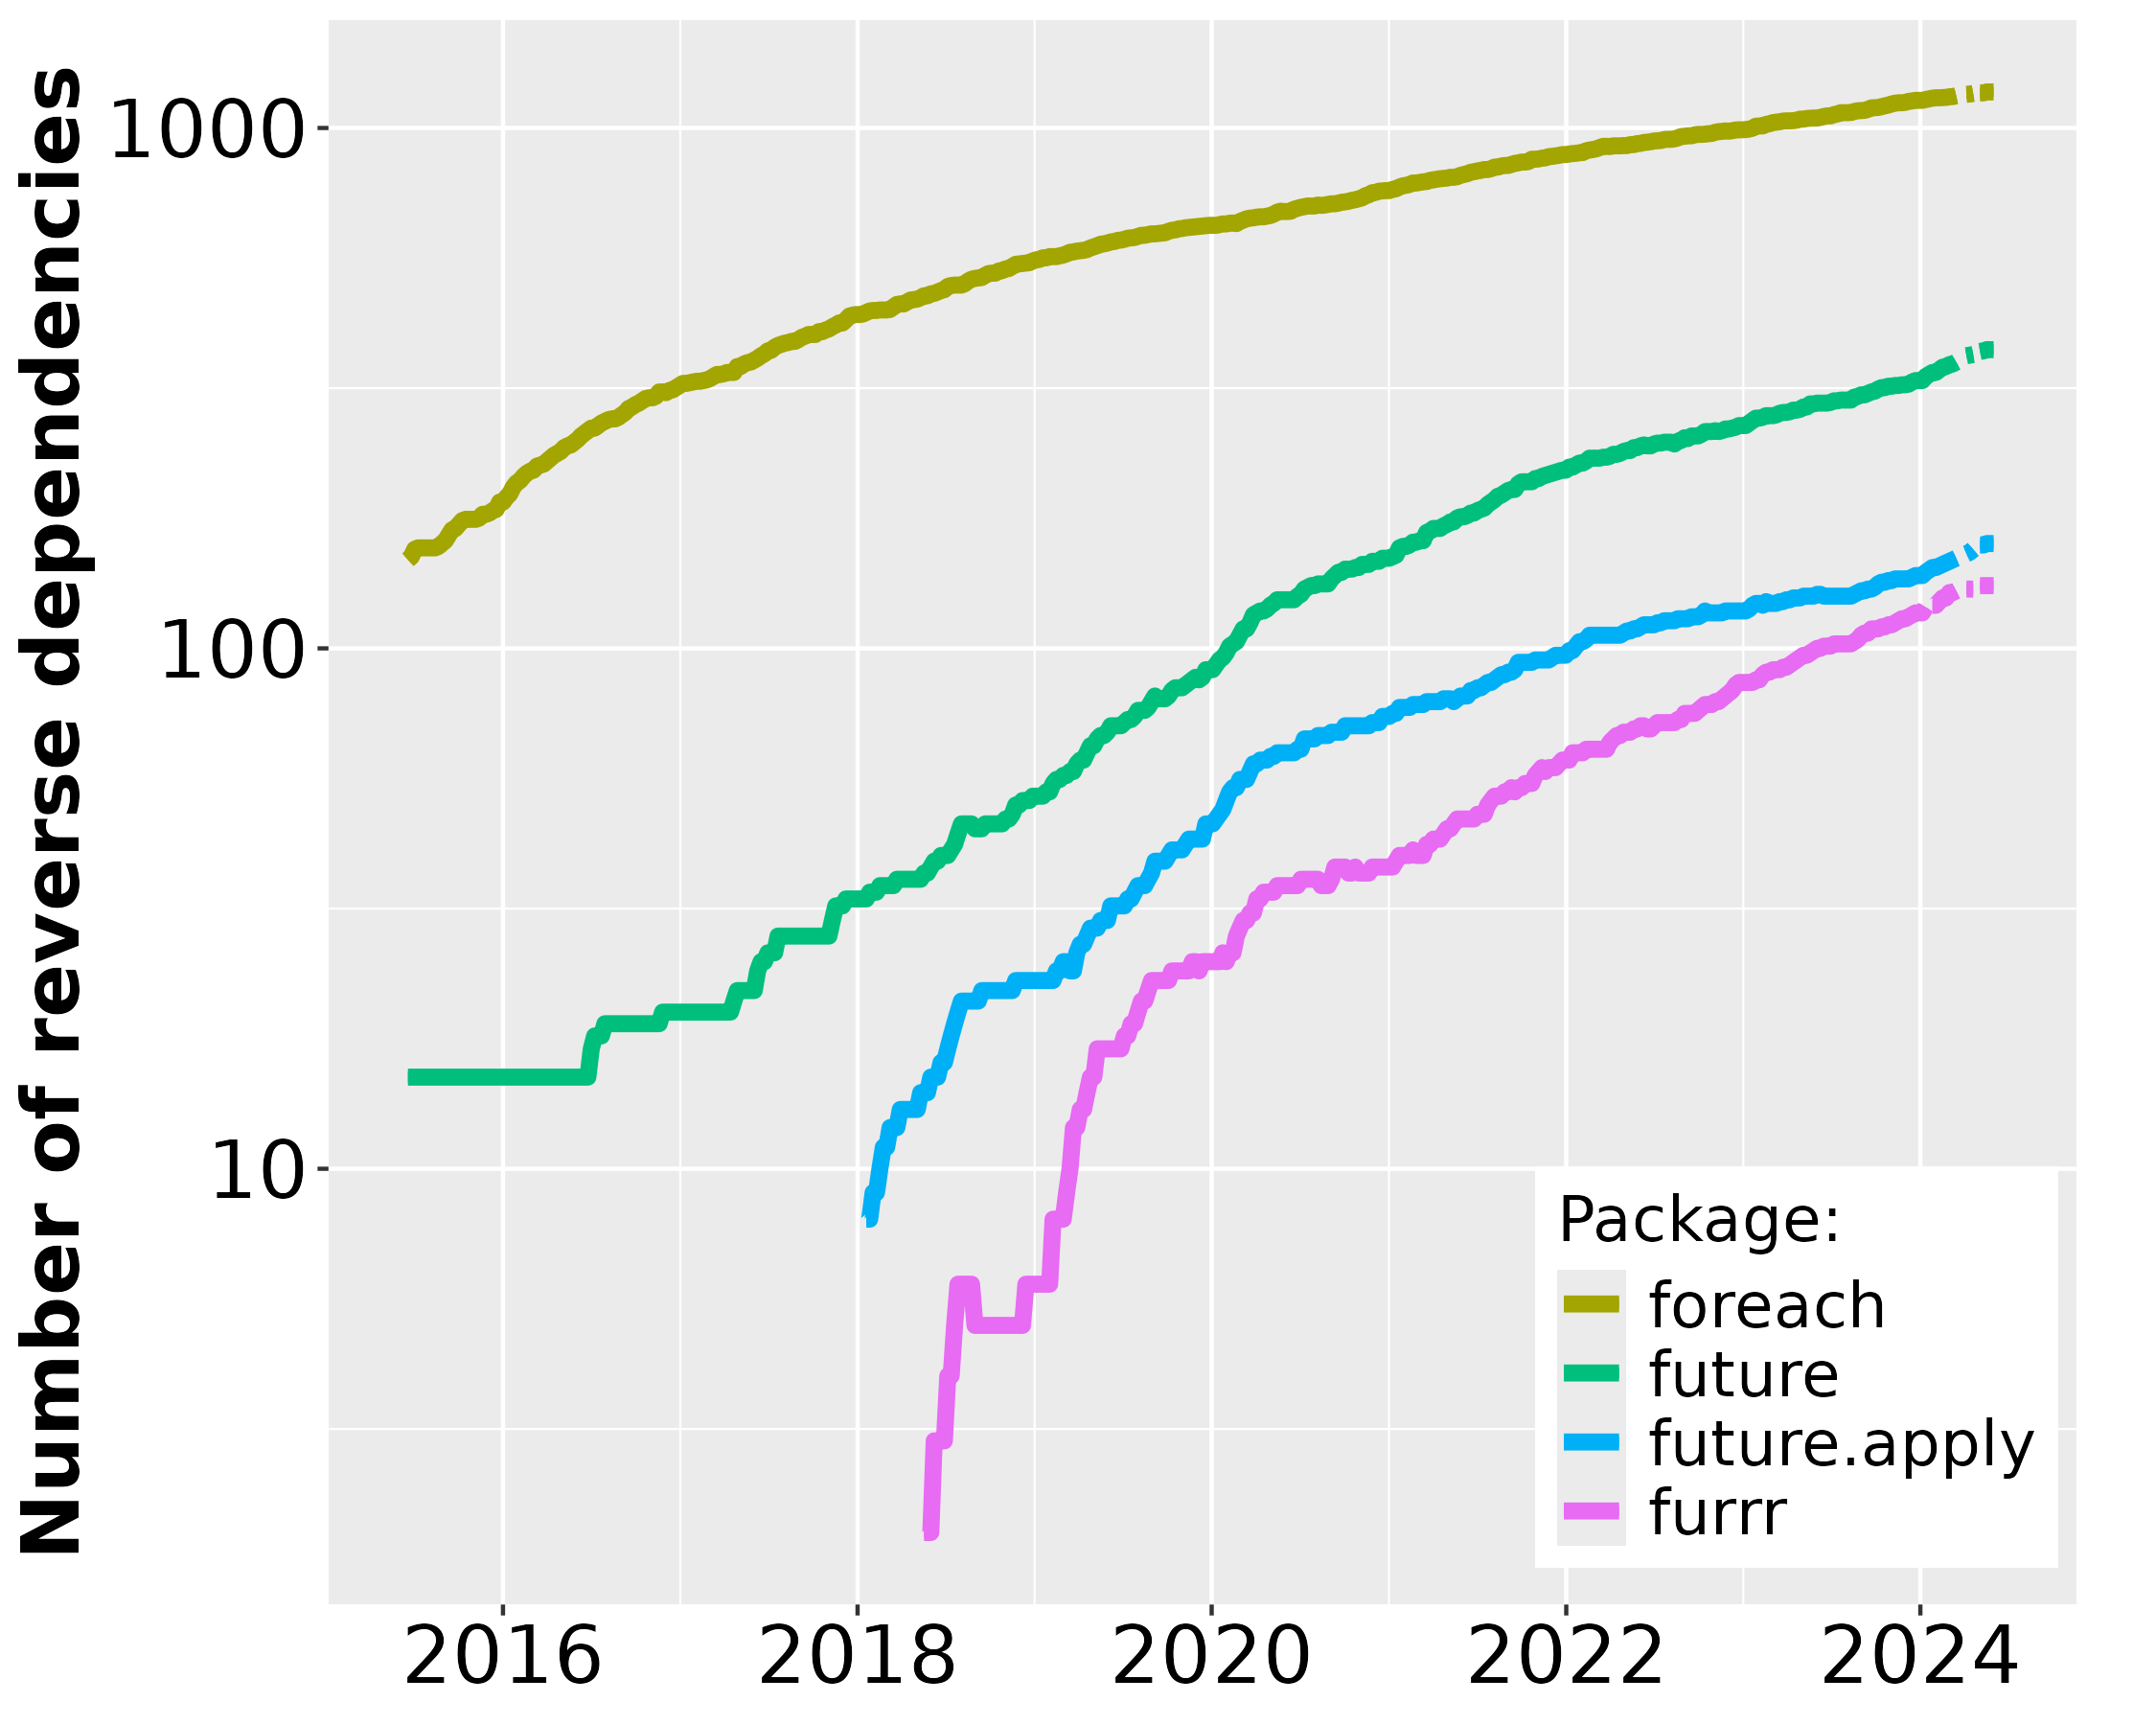 Number of reverse dependencies
1000
100
10
Package:
foreach
future
future.apply
furrr
2016
2018
2020
2022
2024